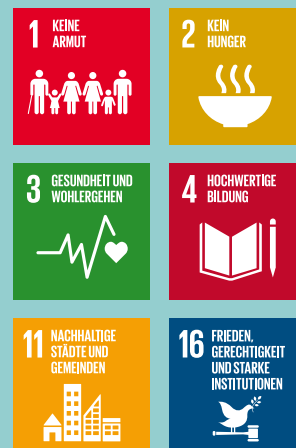 1 KEINE
ARMUT
2 KEIN
HUNGER
3 GESUNDHEIT UND
WOHLERGEHEN
4 HOCHWERTIGE
BILDUNG
11 NACHHALTIGE
STÄDTE UND
GEMEINDEN
16 FRIEDEN,
GERECHTIGKEIT
UND STARKE
INSTITUTIONEN